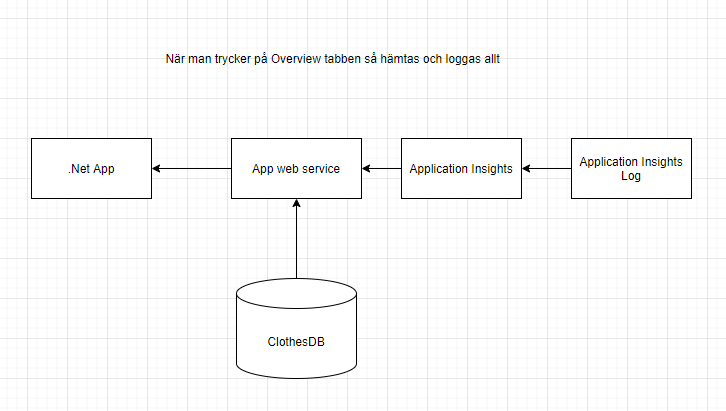 När man trycker på Overview tabben så hämtas och loggas allt
.Net App
App web service
Application Insights
Application Insights
Log
ClothesDB